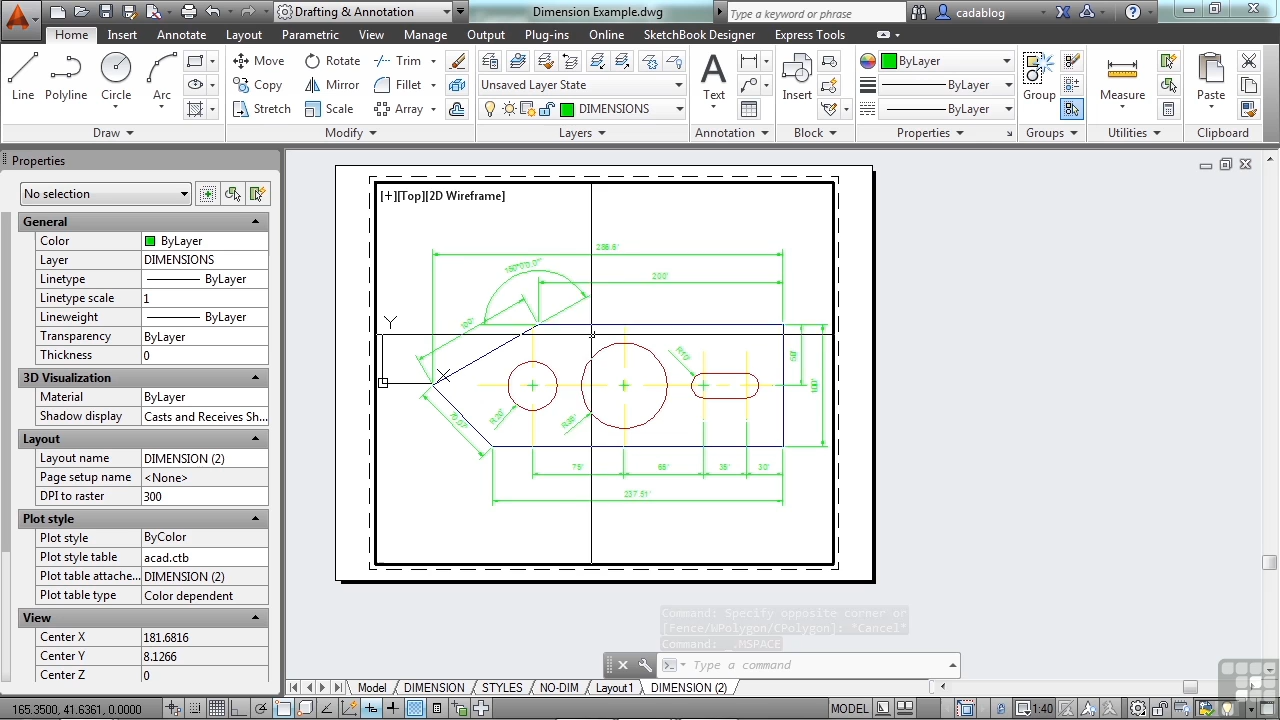 Drafting & Annotation
Dimension Example.dwg
Type a keyword or phrase
cadablog
Home Insert Annotate Layout Parametric View Manage Output Plug-ins Online SketchBook Designer Express Tools
Line Polyline Circle Arc
Draw
Move Rotate Trim
Copy Mirror Fillet
Stretch Scale Array
Modify
Unsaved Layer State
DIMENSIONS
Layers
Text
Annotation
Insert
Block
ByLayer
ByLayer
ByLayer
Properties
Group
Groups
Measure
Utilities
Paste
Clipboard
Properties
No selection
General
Color ByLayer
Layer DIMENSIONS
Linetype ByLayer
Linetype scale 1
Lineweight ByLayer
Transparency ByLayer
Thickness 0
3D Visualization
Material ByLayer
Shadow display Casts and Receives Sh...
Layout
Layout name DIMENSION (2)
Page setup name <None>
DPI to raster 300
Plot style
Plot style ByColor
Plot style table acad.ctb
Plot table attache... DIMENSION (2)
Plot table type Color dependent
View
Center X 181.6816
Center Y 8.1266
Center Z 0
[+][Top][2D Wireframe]
200'
Y
X
100'
75' 65' 35' 30'
237.51'
Command: Specify opposite corner or
[Fence/WPolygon/CPolygon]: *Cancel*
Command: _.MSPACE
Type a command
Model DIMENSION STYLES NO-DIM Layout1 DIMENSION (2)
165.3500, 41.6361, 0.0000
MODEL
1:40